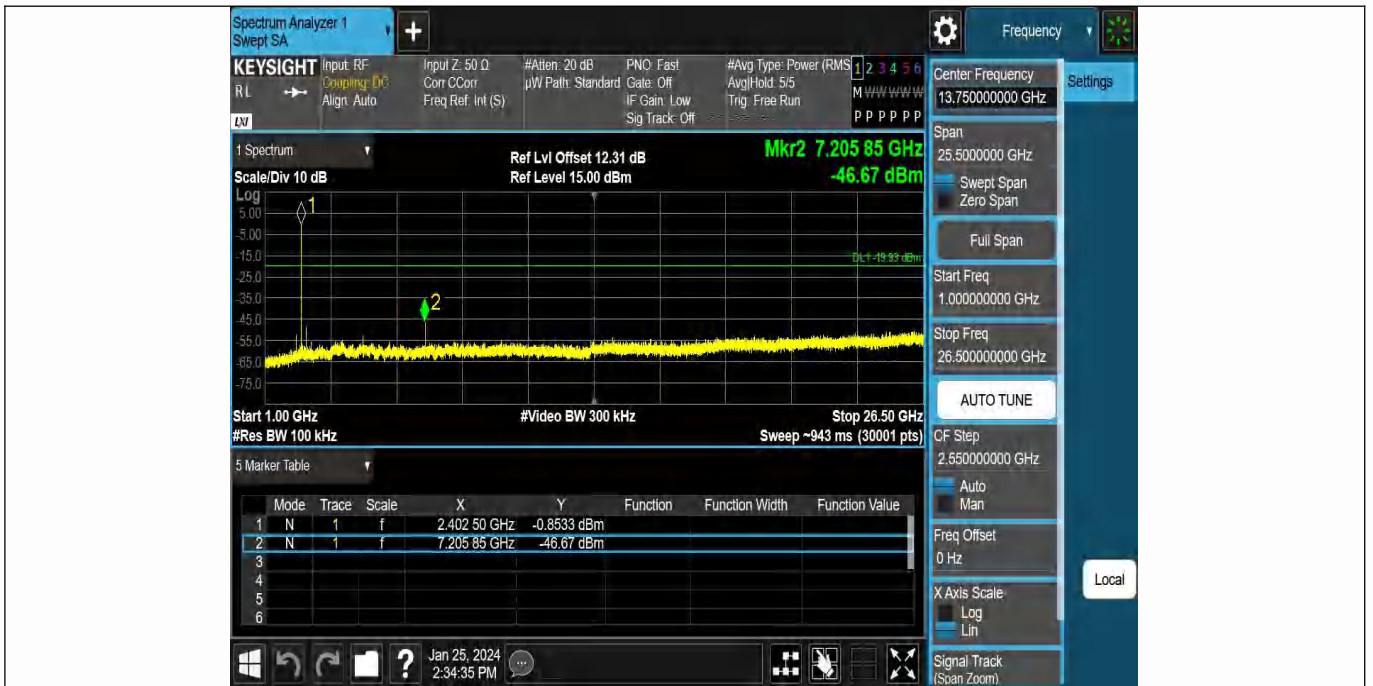 Spectrum Analyzer 1
Swept SA
+
Frequency
KEYSIGHT
RL
LXI
Input: RF
Coupling: DC
Align: Auto
Input Z: 50 Ω
Corr CCorr
Freq Ref: Int (S)
#Atten: 20 dB
µW Path: Standard
PNO: Fast
Gate: Off
IF Gain: Low
Sig Track: Off
#Avg Type: Power (RMS
Avg|Hold: 5/5
Trig: Free Run
1 2 3 4 5 6
M W W W W W
P P P P P P
1 Spectrum
Scale/Div 10 dB
Ref Lvl Offset 12.31 dB
Ref Level 15.00 dBm
Mkr2 7.205 85 GHz
-46.67 dBm
Log
5.00
-5.00
-15.0
-25.0
-35.0
-45.0
-55.0
-65.0
-75.0
1
2
DL1 -19.93 dBm
Start 1.00 GHz
#Video BW 300 kHz
Stop 26.50 GHz
#Res BW 100 kHz
Sweep ~943 ms (30001 pts)
5 Marker Table
Mode Trace Scale X Y Function Function Width Function Value
1 N 1 f 2.402 50 GHz -0.8533 dBm
2 N 1 f 7.205 85 GHz -46.67 dBm
3
4
5
6
?
Jan 25, 2024
2:34:35 PM
Center Frequency
13.750000000 GHz
Settings
Span
25.5000000 GHz
Swept Span
Zero Span
Full Span
Start Freq
1.000000000 GHz
Stop Freq
26.500000000 GHz
AUTO TUNE
CF Step
2.550000000 GHz
Auto
Man
Freq Offset
0 Hz
Local
X Axis Scale
Log
Lin
Signal Track
(Span Zoom)